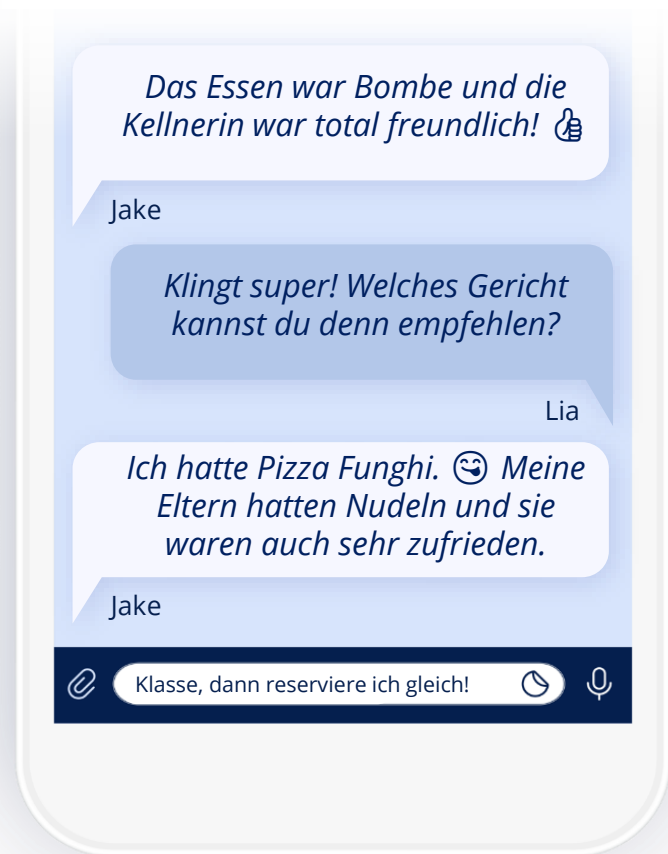 Das Essen war Bombe und die
Kellnerin war total freundlich! 👍
Jake
Klingt super! Welches Gericht
kannst du denn empfehlen?
Lia
Ich hatte Pizza Funghi. 😋 Meine
Eltern hatten Nudeln und sie
waren auch sehr zufrieden.
Jake
Klasse, dann reserviere ich gleich!